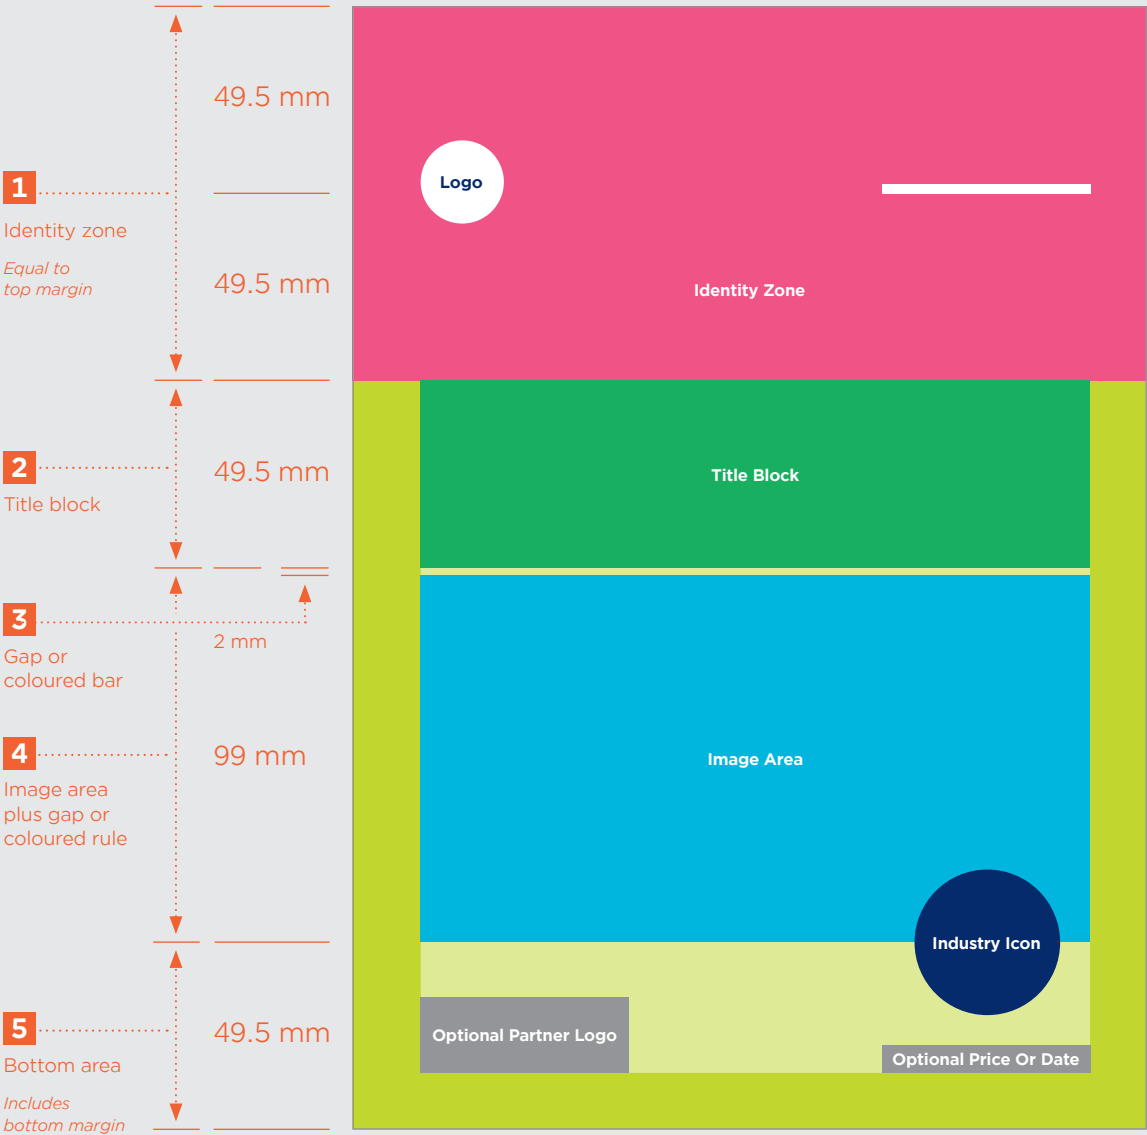 49.5 mm
1
Identity zone
Equal to
top margin
49.5 mm
2
Title block
49.5 mm
3
Gap or
coloured bar
2 mm
4
Image area
plus gap or
coloured rule
99 mm
5
Bottom area
Includes
bottom margin
49.5 mm
Logo
Identity Zone
Title Block
Image Area
Industry Icon
Optional Partner Logo
Optional Price Or Date